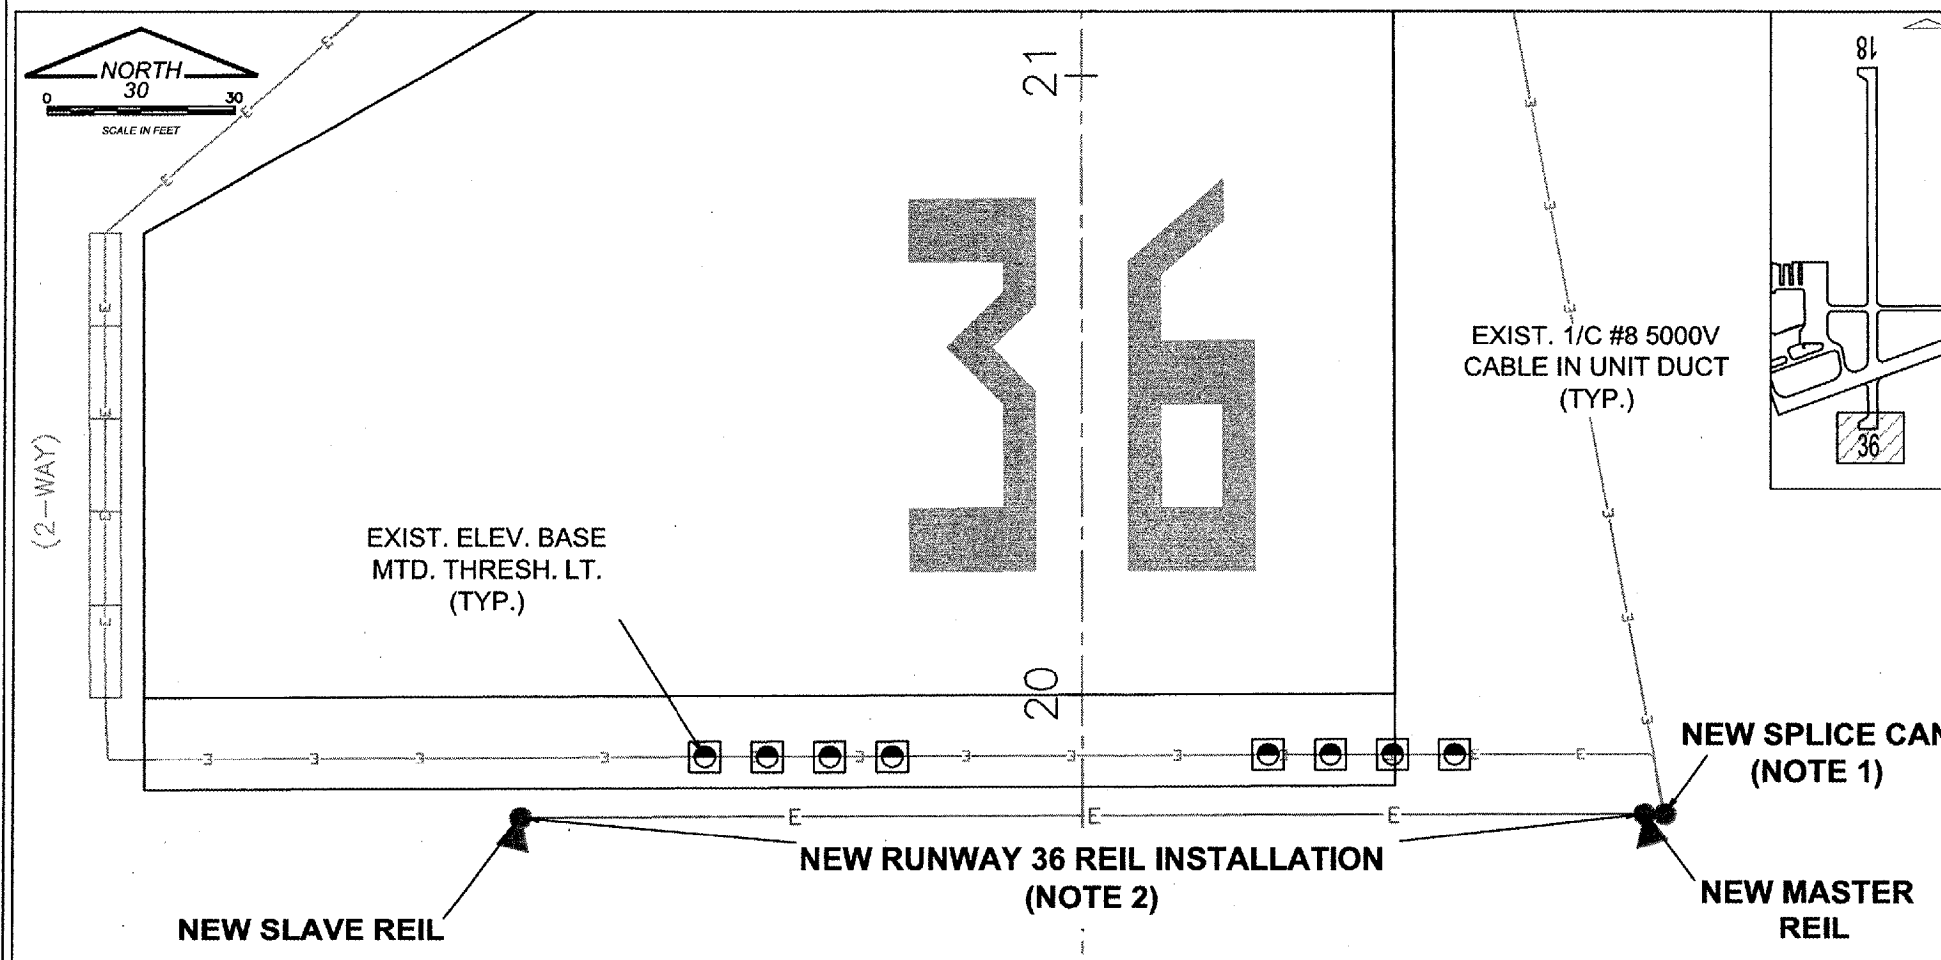 NORTH
30
0 30
SCALE IN FEET
21
18
36
EXIST. 1/C #8 5000V
CABLE IN UNIT DUCT
(TYP.)
36
(2-WAY)
EXIST. ELEV. BASE
MTD. THRESH. LT.
(TYP.)
20
NEW SPLICE CAN
(NOTE 1)
E E E
NEW RUNWAY 36 REIL INSTALLATION
(NOTE 2)
NEW SLAVE REIL
NEW MASTER
REIL